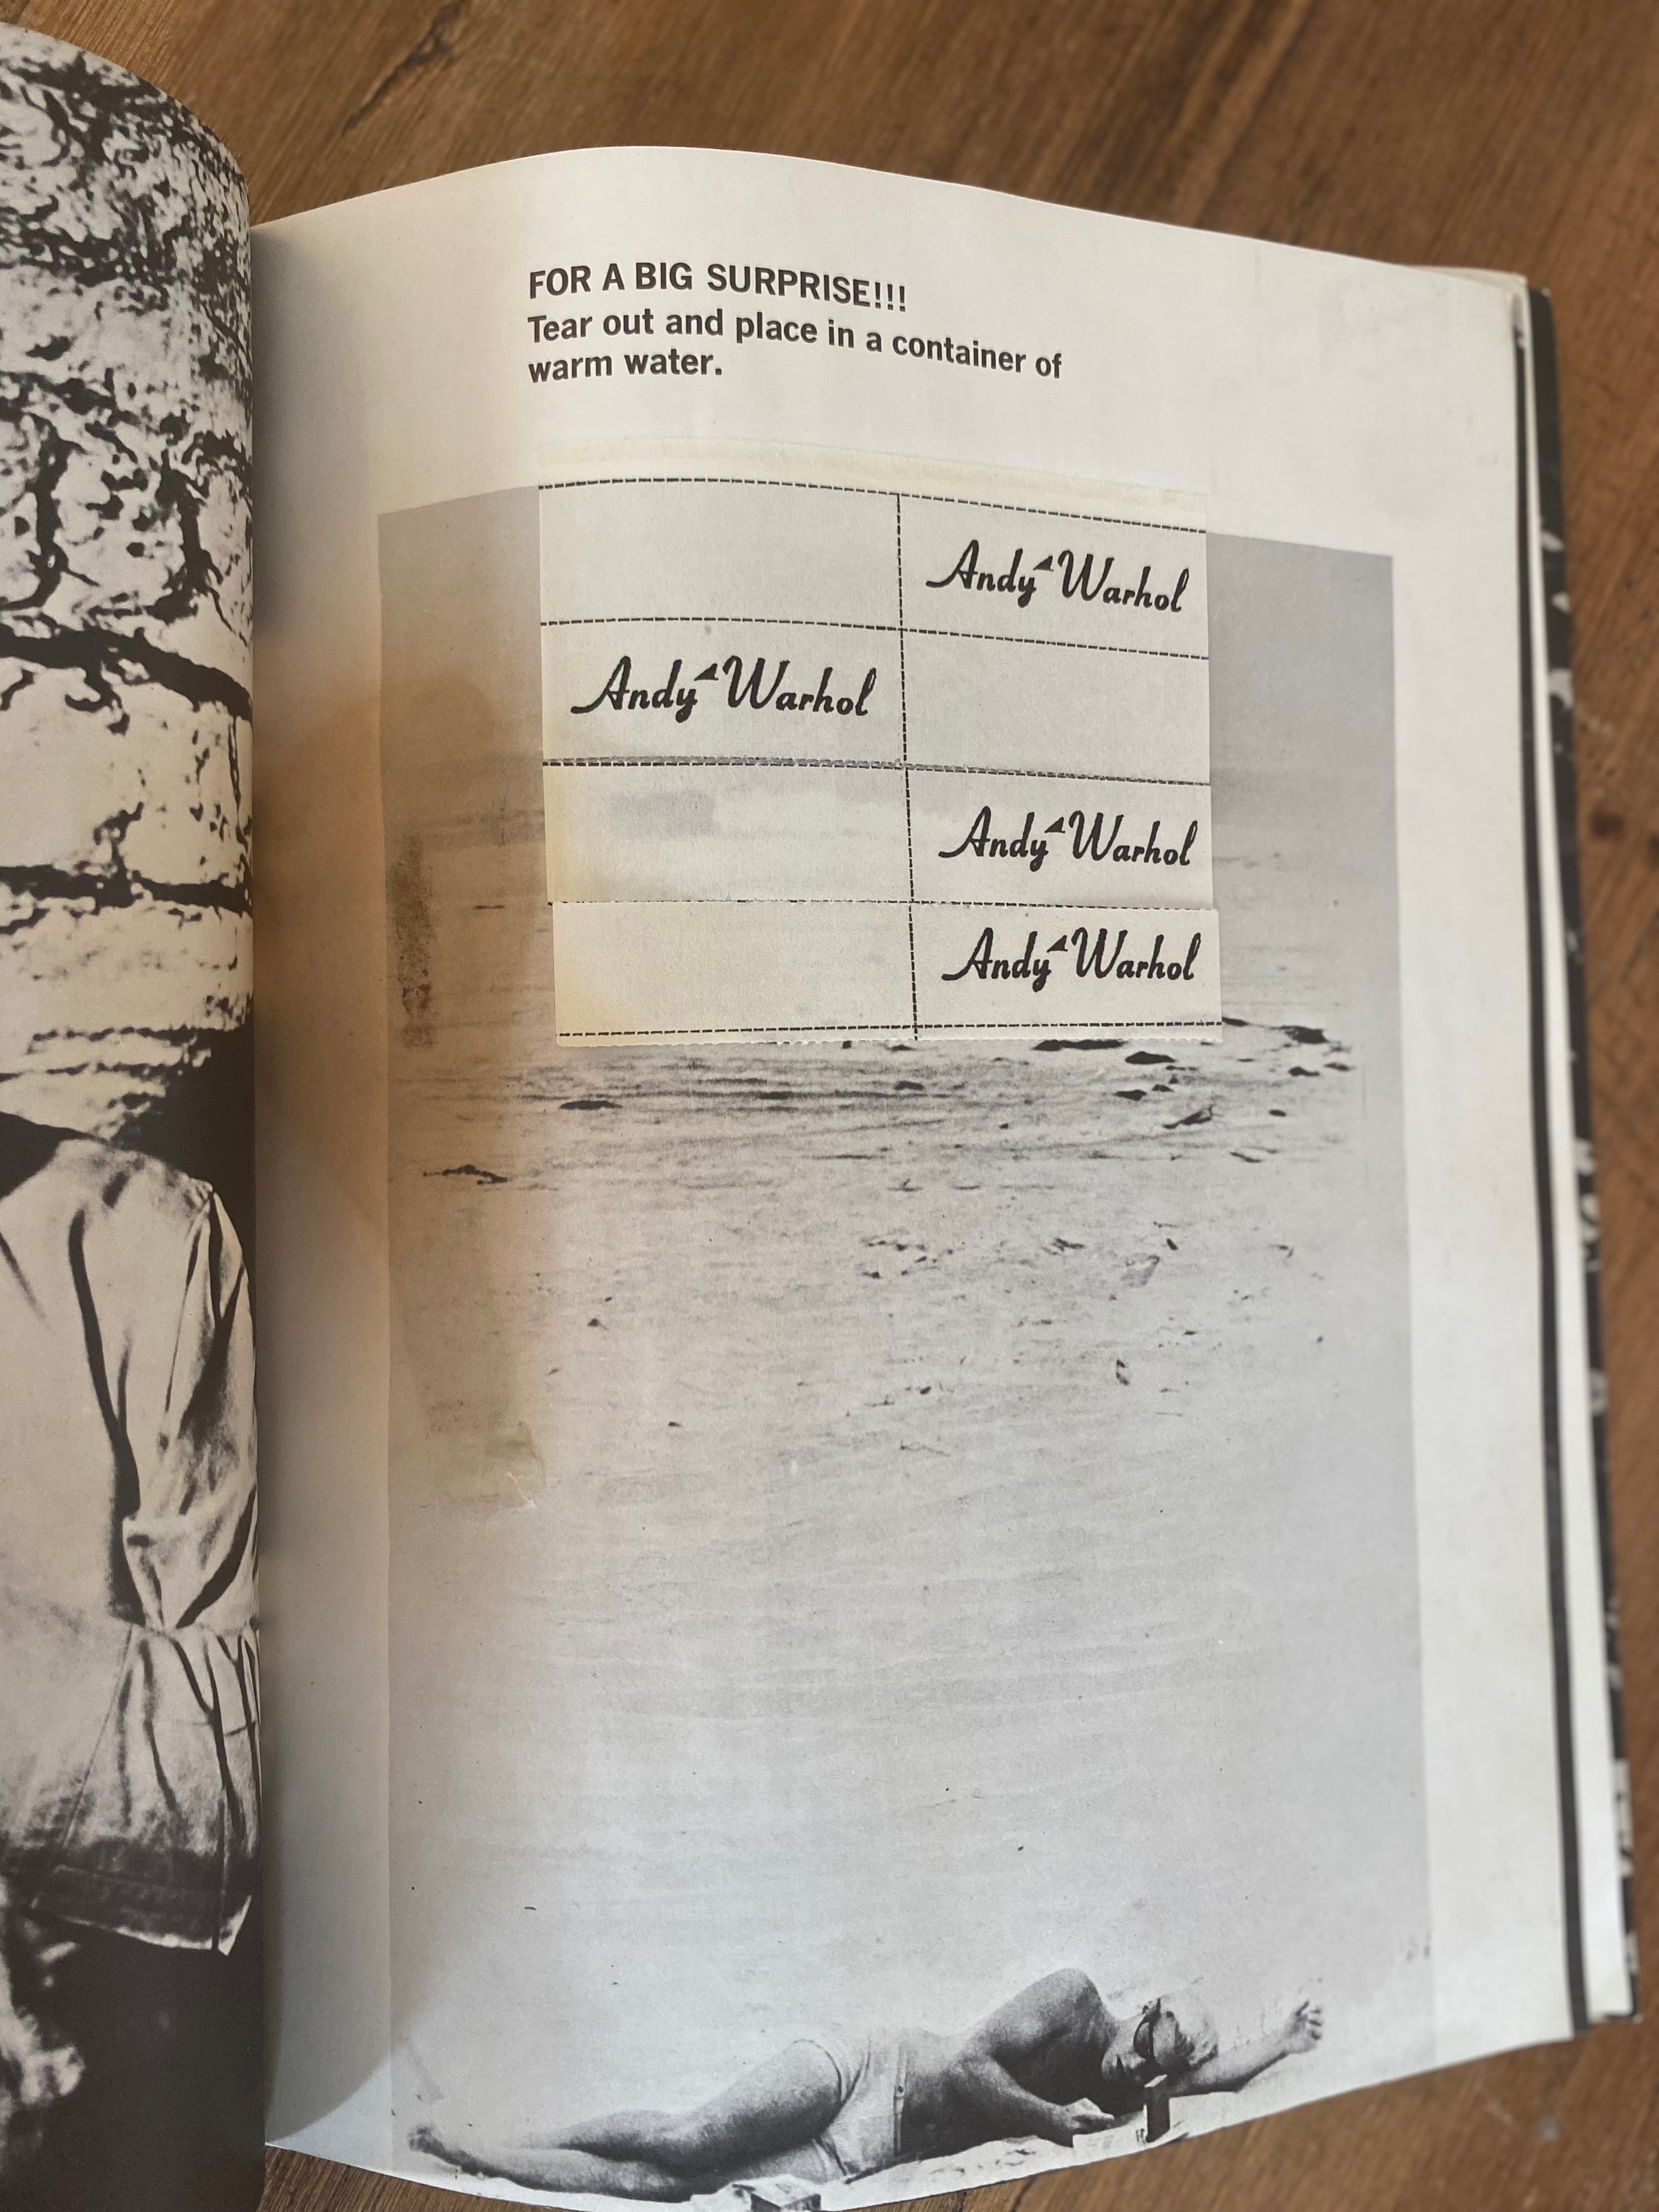 FOR A BIG SURPRISE!!!
Tear out and place in a container of
warm water.
Andy Warhol
Andy Warhol
Andy Warhol
Andy Warhol